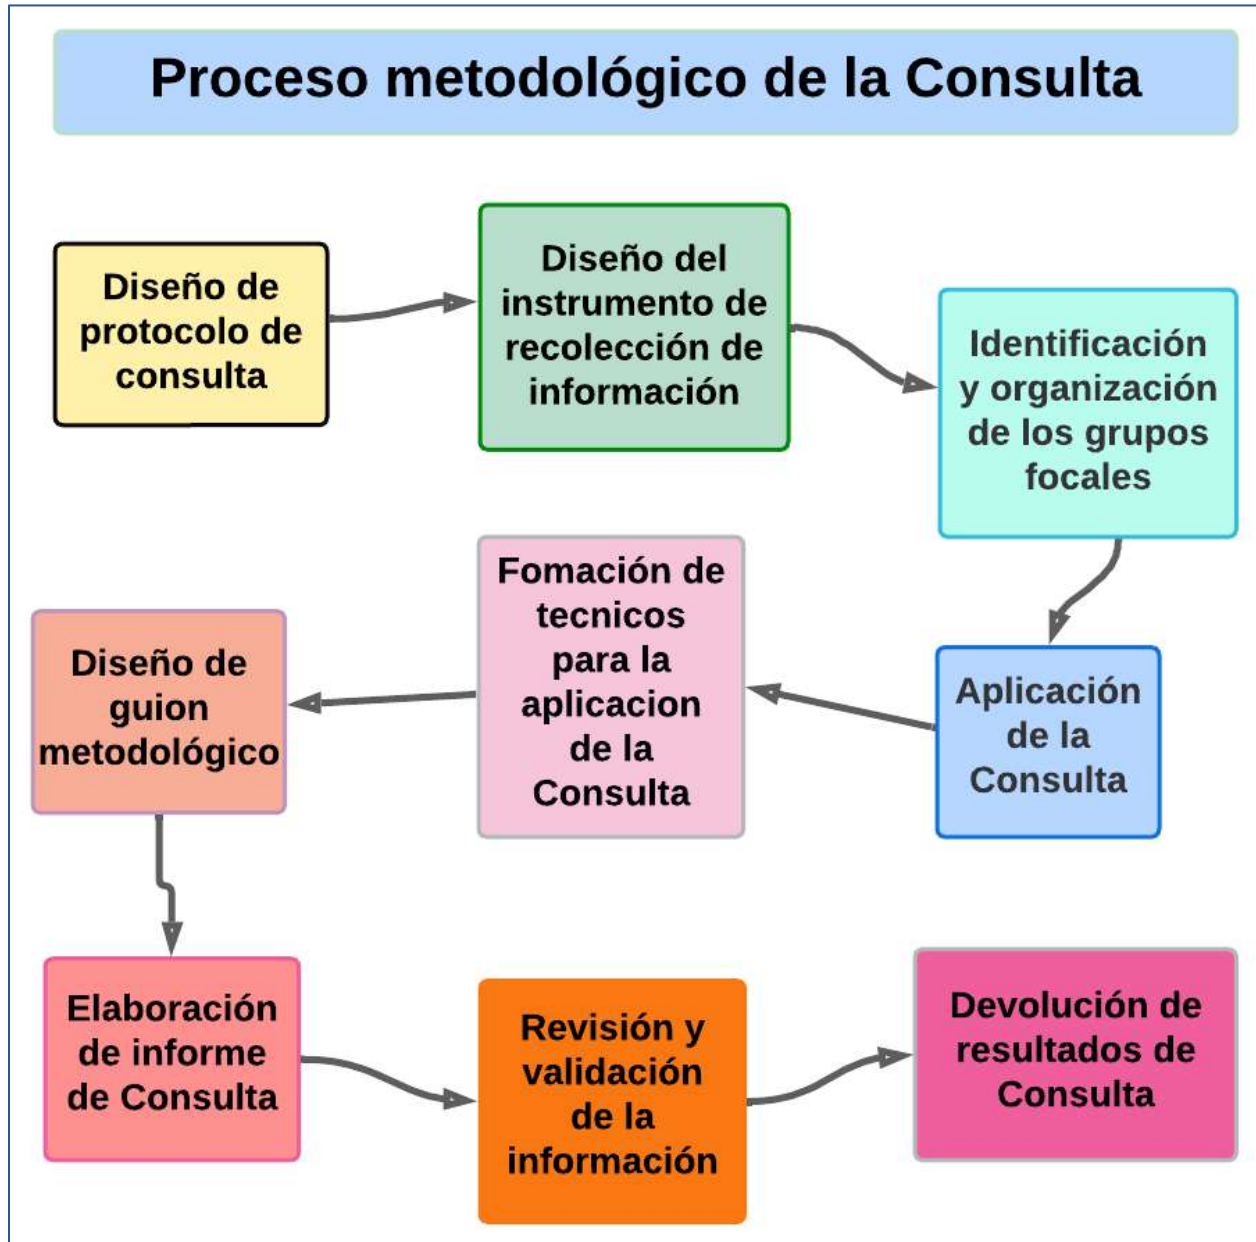 Proceso metodológico de la Consulta
Diseño de
protocolo de
consulta
Diseño del
instrumento de
recolección de
información
Identificación
y organización
de los grupos
focales
Aplicación
de la
Consulta
Fomación de
tecnicos
para la
aplicacion
de la
Consulta
Diseño de
guion
metodológico
Elaboración
de informe
de Consulta
Revisión y
validación
de la
información
Devolución de
resultados de
Consulta